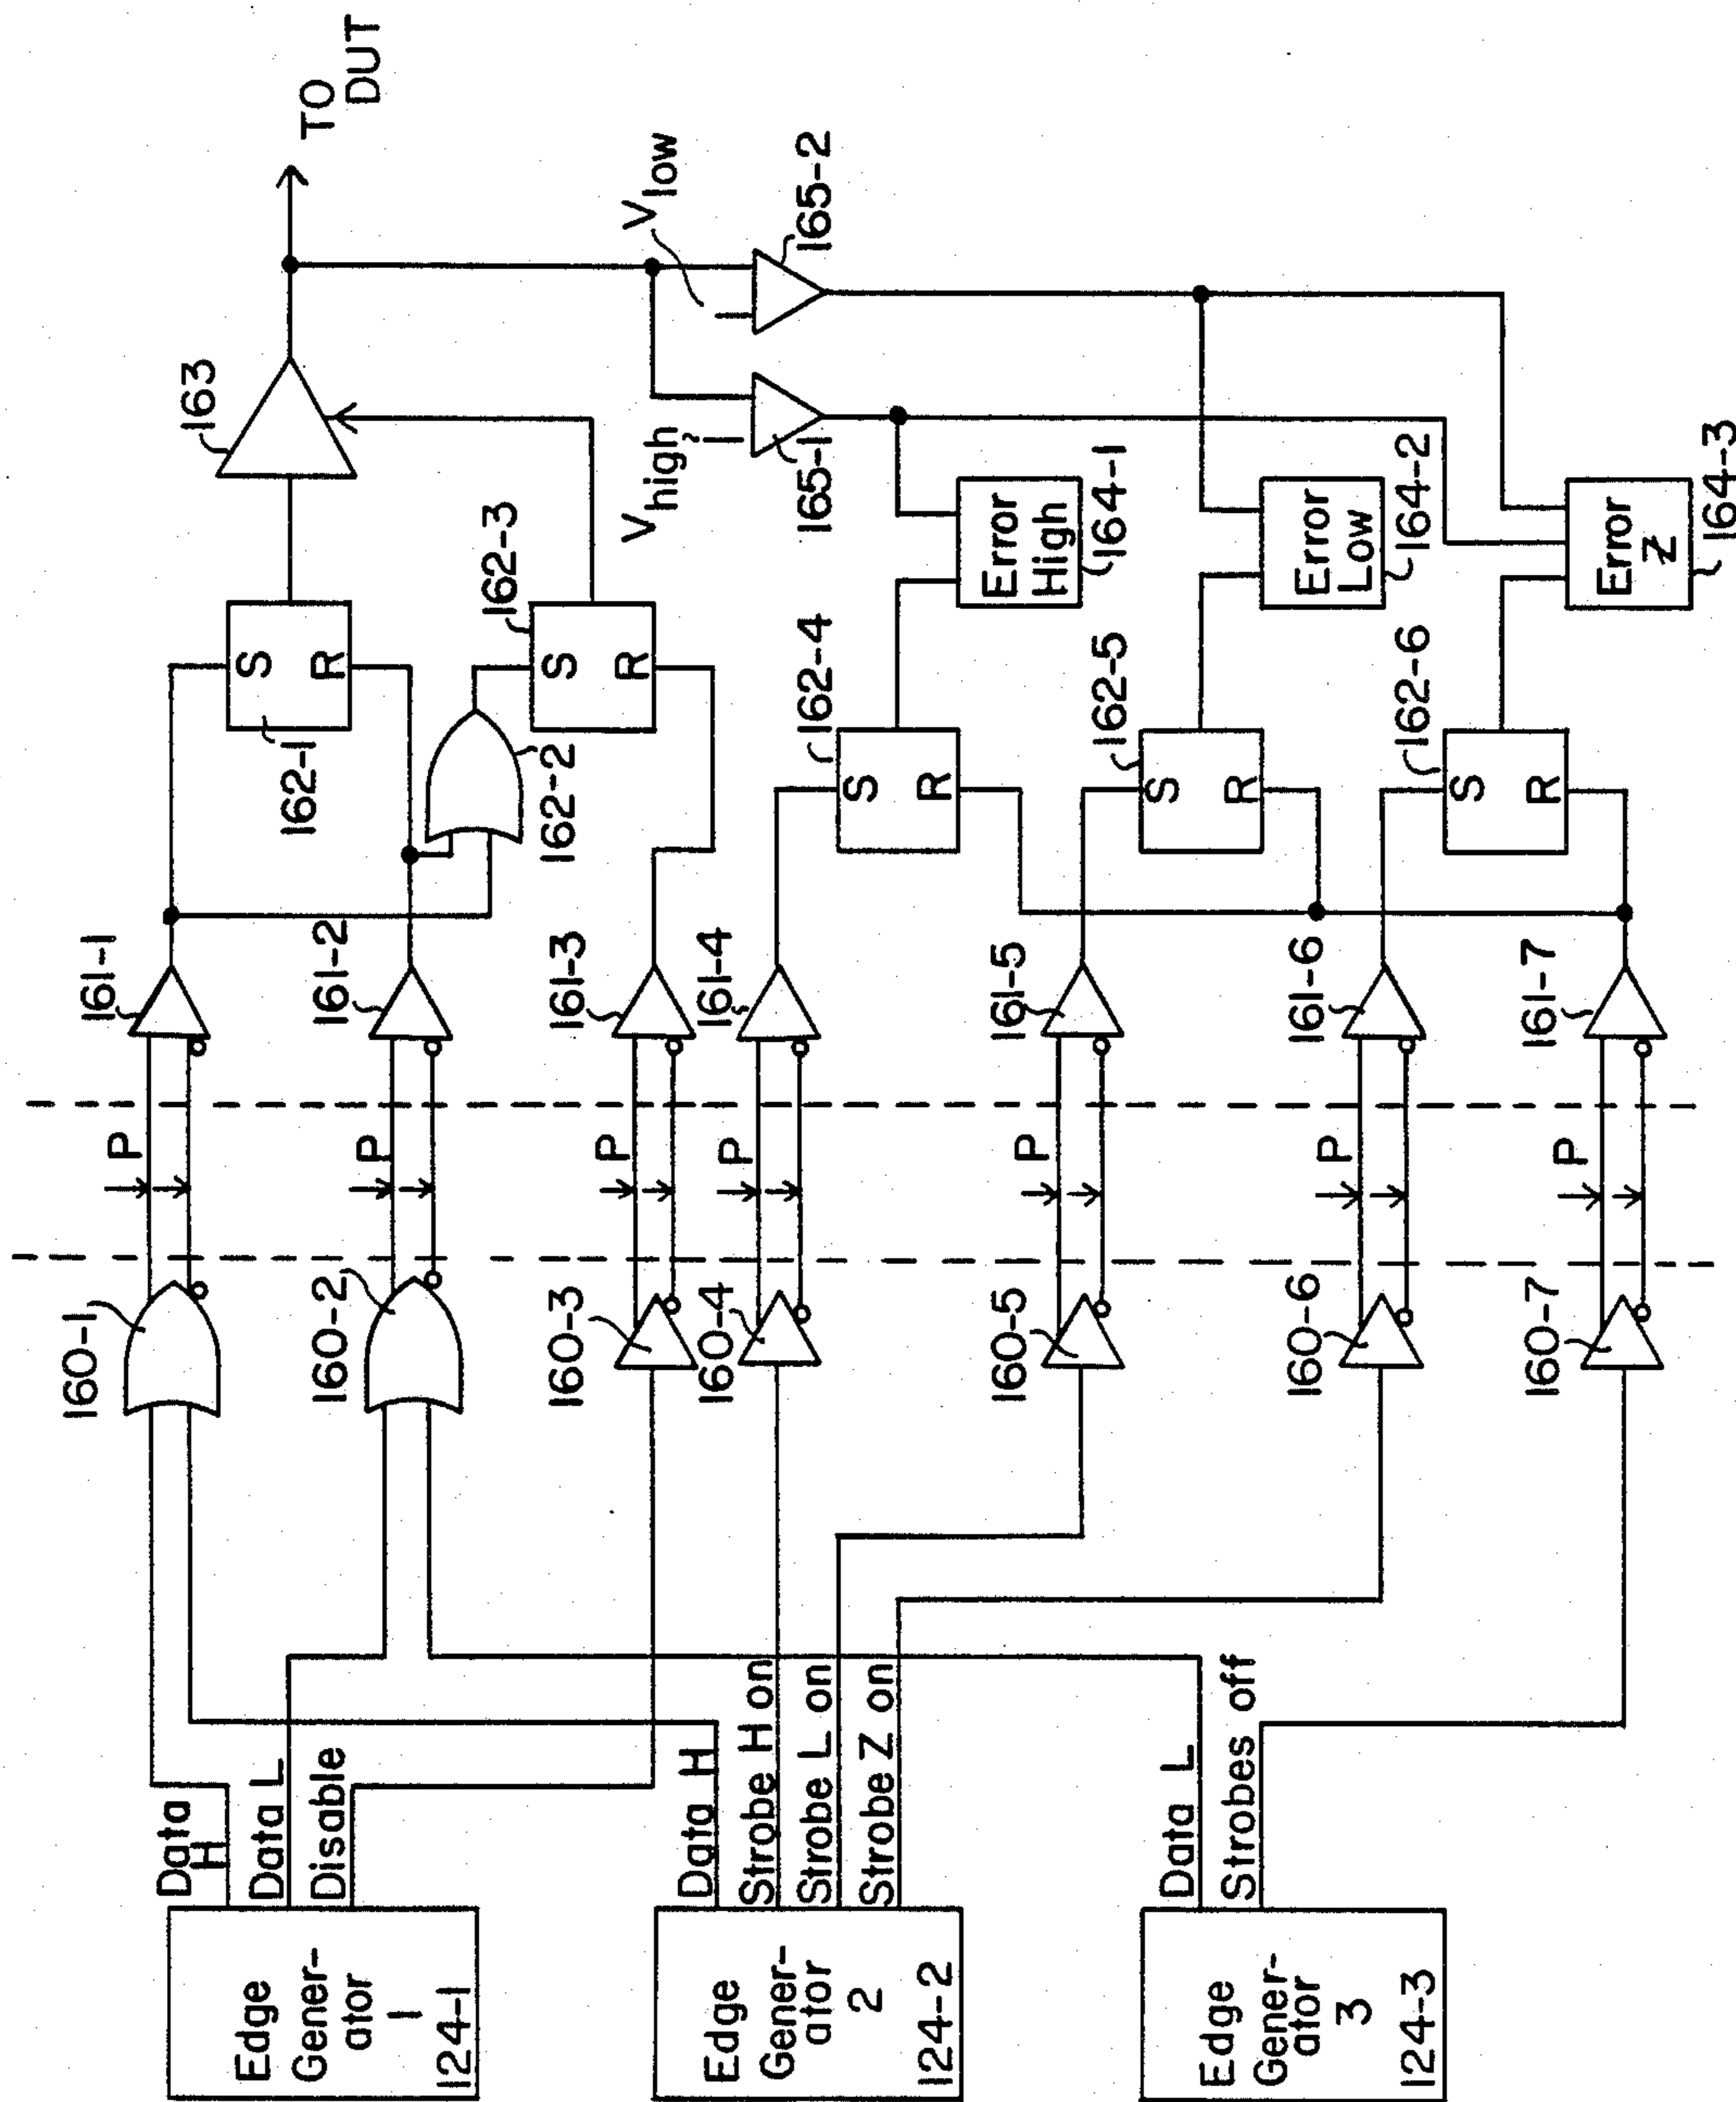 Edge
Gener-
ator
1
124-1
Data
H
Data L
Disable
Edge
Gener-
ator
2
124-2
Data H
Strobe H on
Strobe L on
Strobe Z on
Edge
Gener-
ator
3
124-3
Data L
Strobes off
160-1
160-2
160-3
160-4
160-5
160-6
160-7
P
P
P
P
P
P
P
161-1
161-2
161-3
161-4
161-5
161-6
161-7
S
R
162-1
162-2
S
R
162-3
S
R
162-4
S
R
162-5
S
R
162-6
163
TO
DUT
Vhigh
165-1
Vlow
165-2
Error
High
164-1
Error
Low
164-2
Error
Z
164-3